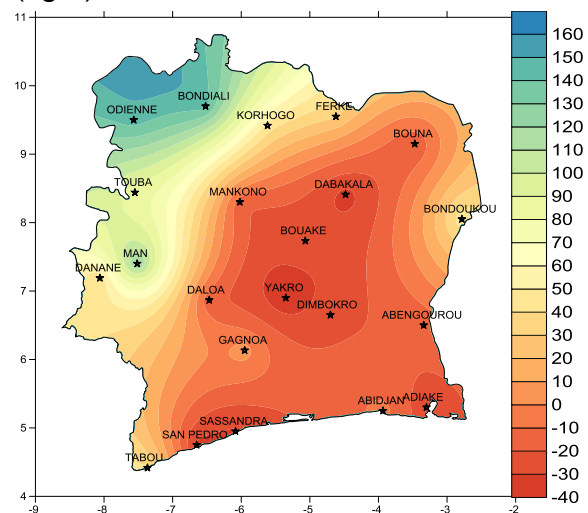 11
10
9
8
7
6
5
4
-9
-8
-7
-6
-5
-4
-3
-2
ODIENNE
BONDIALI
KORHOGO
FERKE
BOUNA
TOUBA
MANKONO
DABAKALA
BONDOUKOU
BOUAKE
MAN
DANANE
DALOA
YAKRO
DIMBOKRO
ABENGOUROU
GAGNOA
ABIDJAN
ADIAKE
SASSANDRA
SAN PEDRO
TABOU
160
150
140
130
120
110
100
90
80
70
60
50
40
30
20
10
0
-10
-20
-30
-40